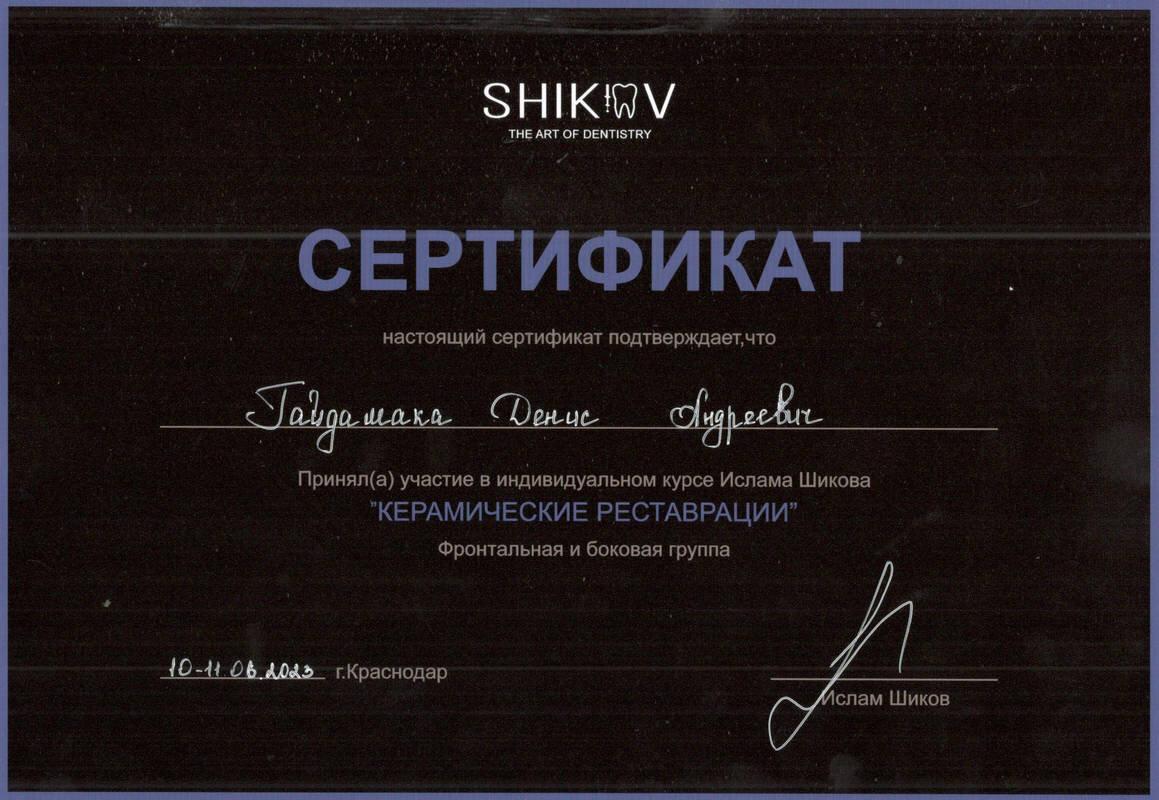 SHIKOV
THE ART OF DENTISTRY
СЕРТИФИКАТ
настоящий сертификат подтверждает,что
Гайдамака Денис Андреевич
Принял(а) участие в индивидуальном курсе Ислама Шикова
"КЕРАМИЧЕСКИЕ РЕСТАВРАЦИИ"
Фронтальная и боковая группа
10-11.06.2023 г.Краснодар
Ислам Шиков